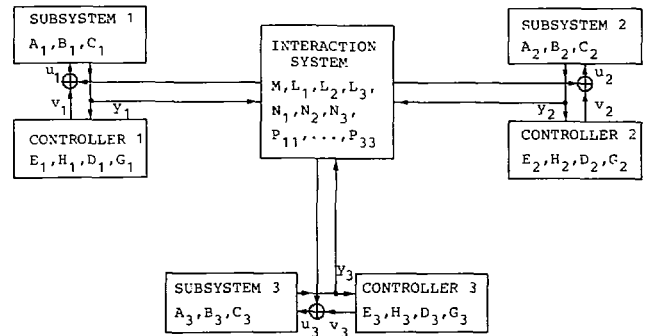 SUBSYSTEM 1
A₁,B₁,C₁
u₁
v₁
y₁
CONTROLLER 1
E₁,H₁,D₁,G₁
INTERACTION
SYSTEM
M,L₁,L₂,L₃,
N₁,N₂,N₃,
P₁₁,...,P₃₃
SUBSYSTEM 2
A₂,B₂,C₂
u₂
y₂
v₂
CONTROLLER 2
E₂,H₂,D₂,G₂
y₃
SUBSYSTEM 3
A₃,B₃,C₃
u₃
v₃
CONTROLLER 3
E₃,H₃,D₃,G₃